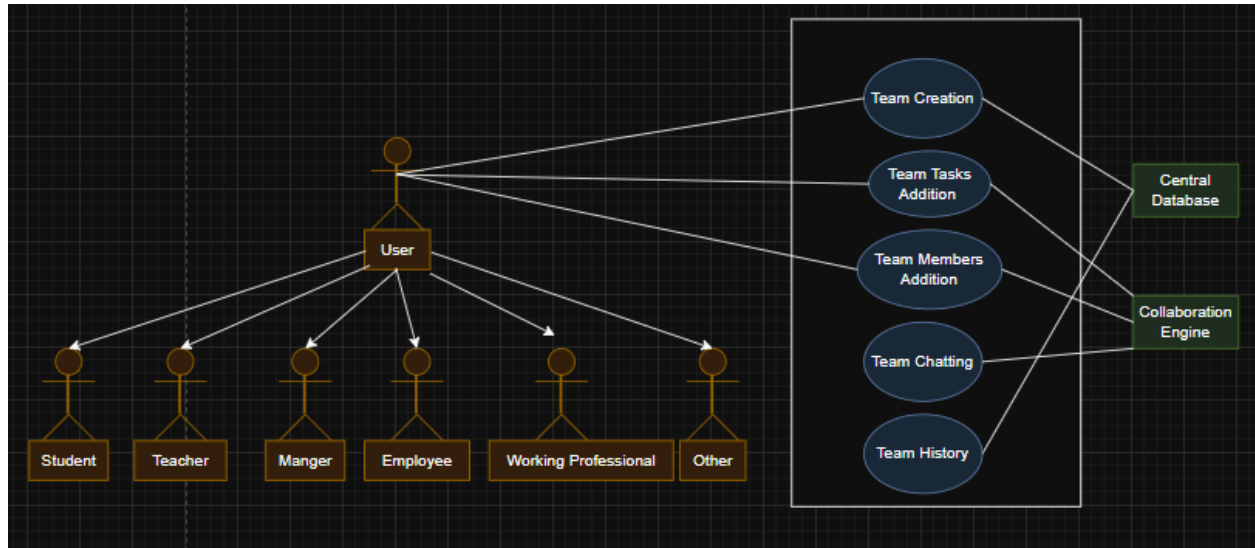 Team Creation
Team Tasks
Addition
Central
Database
User
Team Members
Addition
Collaboration
Engine
Team Chatting
Student
Teacher
Manger
Employee
Working Professional
Other
Team History